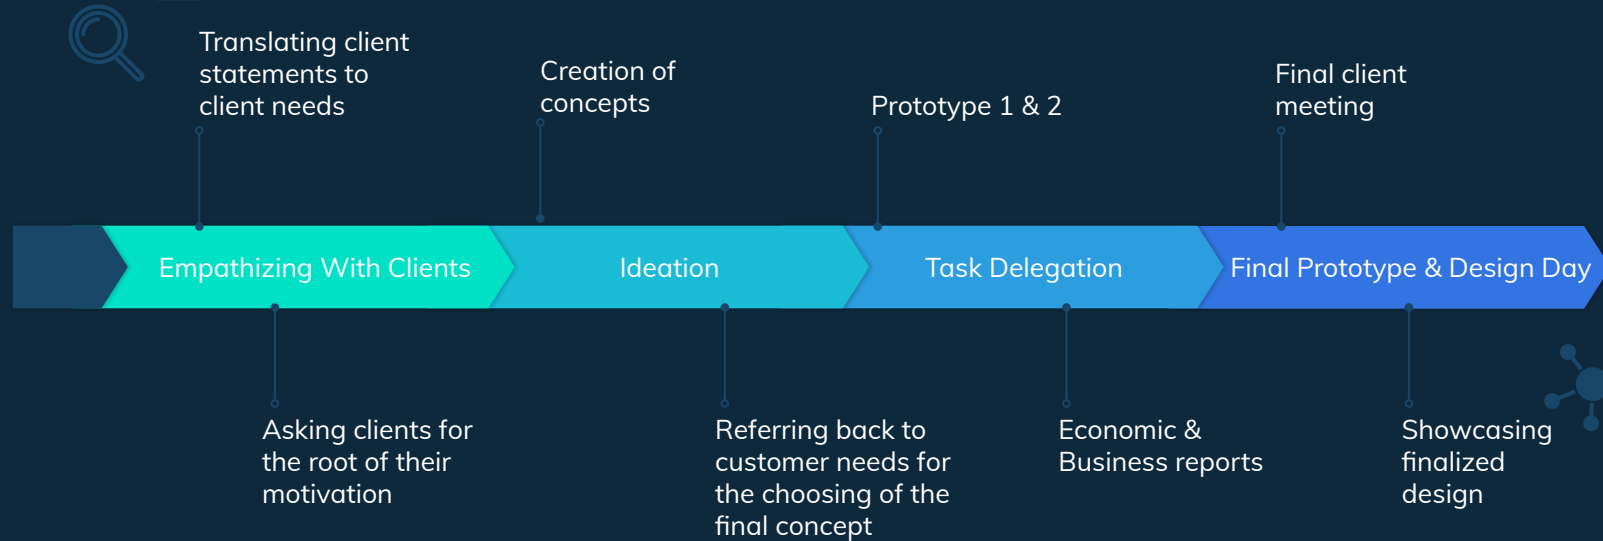 Translating client
statements to
client needs
Creation of
concepts
Prototype 1 & 2
Final client
meeting
Empathizing With Clients
Ideation
Task Delegation
Final Prototype & Design Day
Asking clients for
the root of their
motivation
Referring back to
customer needs for
the choosing of the
final concept
Economic &
Business reports
Showcasing
finalized
design